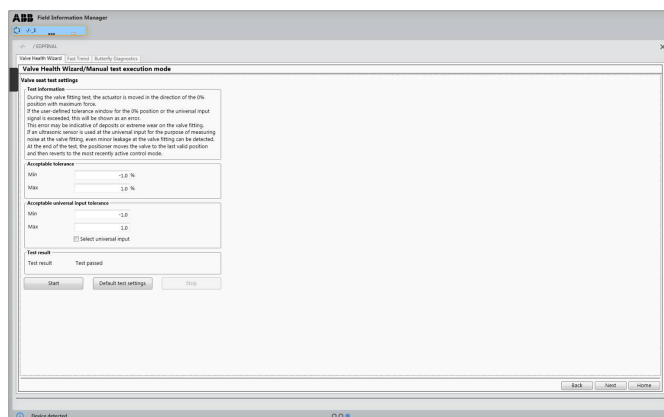 ABB Field Information Manager
/ EDPFINAL
Valve Health Wizard Fast Trend Butterfly Diagnostics
Valve Health Wizard/Manual test execution mode
Valve seat test settings
Test information
During the valve fitting test, the actuator is moved in the direction of the 0%
position with maximum force.
If the user-defined tolerance window for the 0% position or the universal input
signal is exceeded, this will be shown as an error.
This error may be indicative of deposits or extreme wear on the valve fitting.
If an ultrasonic sensor is used at the universal input for the purpose of measuring
noise at the valve fitting, even minor leakage at the valve fitting can be detected.
At the end of the test, the positioner moves the valve to the last valid position
and then reverts to the most recently active control mode.
Acceptable tolerance
Min -1.0 %
Max 1.0 %
Acceptable universal input tolerance
Min -1.0
Max 1.0
Select universal input
Test result
Test result Test passed
Start Default test settings Stop
Back Next Home
Device detected